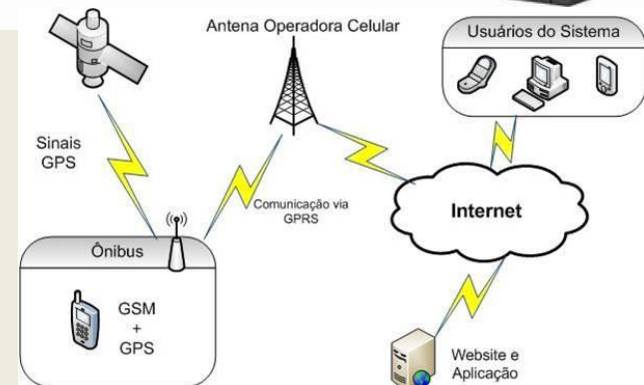 Antena Operadora Celular
Usuários do Sistema
Sinais
GPS
Comunicação via
GPRS
Internet
Ônibus
GSM
+
GPS
Website e
Aplicação